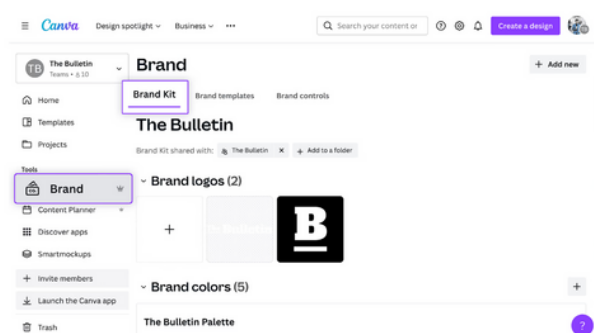 Canva
Design spotlight
Business
Search your content or
Create a design
TB
The Bulletin
Teams • 10
Brand
+ Add new
Brand Kit
Brand templates
Brand controls
Home
Templates
Projects
The Bulletin
Brand Kit shared with:
The Bulletin
+ Add to a folder
Tools
Brand
Content Planner
Discover apps
Smartmockups
Invite members
Launch the Canva app
Trash
Brand logos (2)
The Bulletin
B
Brand colors (5)
The Bulletin Palette
?